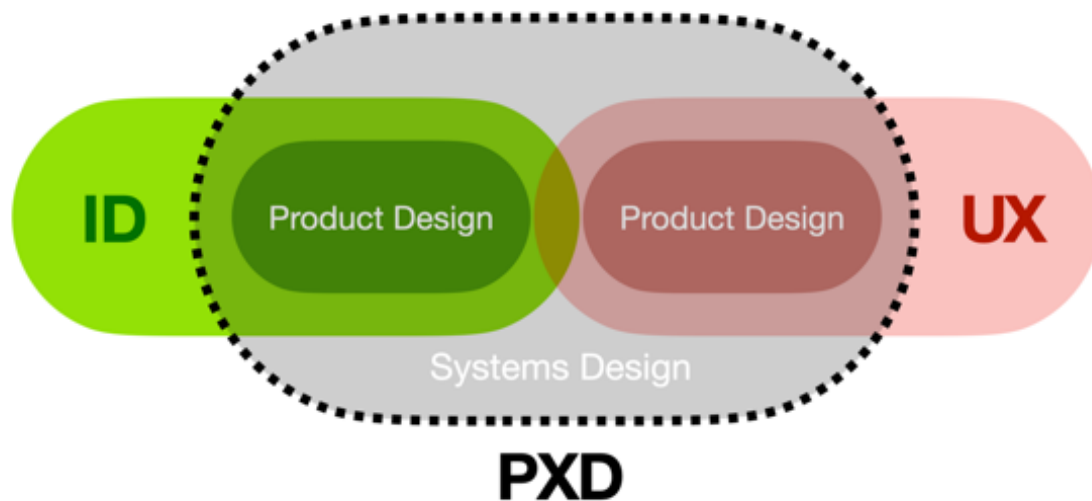 ID
Product Design
Product Design
UX
Systems Design
PXD